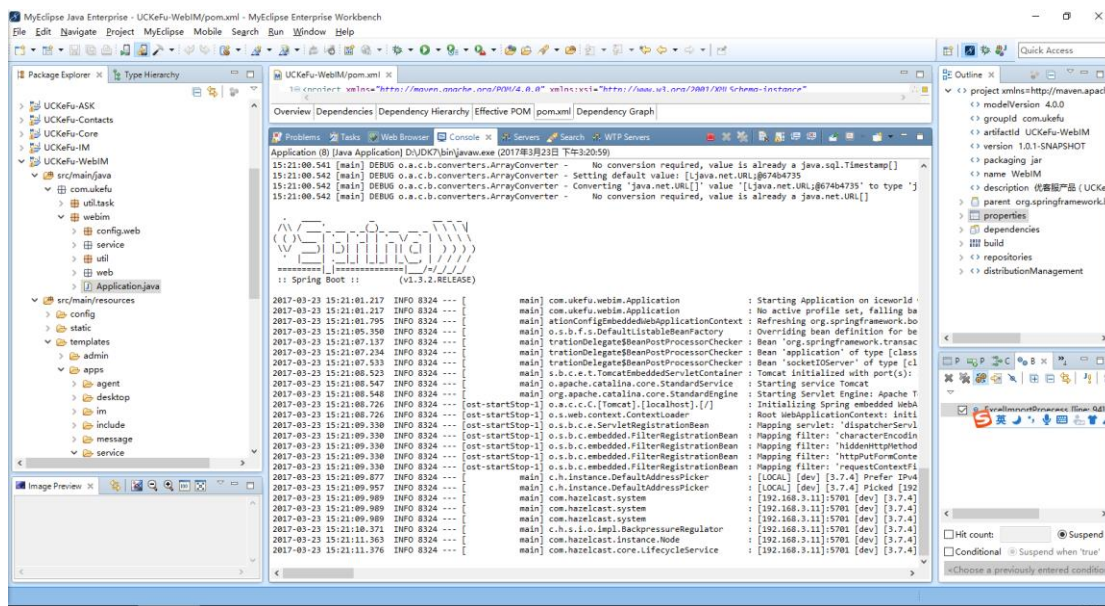 MyEclipse Java Enterprise - UCKeFu-WebIM/pom.xml - MyEclipse Enterprise Workbench
File Edit Navigate Project MyEclipse Mobile Search Run Window Help
Quick Access
Package Explorer Type Hierarchy
UCKeFu-ASK
UCKeFu-Contacts
UCKeFu-Core
UCKeFu-IM
UCKeFu-WebIM
src/main/java
com.ukefu
util.task
webim
config.web
service
util
web
Application.java
src/main/resources
config
static
templates
admin
apps
agent
desktop
im
include
message
service
Image Preview
UCKeFu-WebIM/pom.xml
<project xmlns="http://maven.apache.org/POM/4.0.0" xmlns:xsi="http://www.w3.org/2001/XMLSchema-instance"
Overview Dependencies Dependency Hierarchy Effective POM pom.xml Dependency Graph
Problems Tasks Web Browser Console Servers Search WTP Servers
Application (8) [Java Application] D:\JDK7\bin\javaw.exe (2017年3月23日 下午3:20:59)
15:21:00.541 [main] DEBUG o.a.c.b.converters.ArrayConverter - No conversion required, value is already a java.sql.Timestamp[]
15:21:00.542 [main] DEBUG o.a.c.b.converters.ArrayConverter - Setting default value: [Ljava.net.URL;@674b4735
15:21:00.542 [main] DEBUG o.a.c.b.converters.ArrayConverter - Converting 'java.net.URL[]' value '[Ljava.net.URL;@674b4735' to type 'j
15:21:00.542 [main] DEBUG o.a.c.b.converters.ArrayConverter - No conversion required, value is already a java.net.URL[]
Spring
:: Spring Boot :: (v1.3.2.RELEASE)
2017-03-23 15:21:01.217 INFO 8324 --- [ main] com.ukefu.webim.Application : Starting Application on iceworld
2017-03-23 15:21:01.217 INFO 8324 --- [ main] com.ukefu.webim.Application : No active profile set, falling ba
2017-03-23 15:21:01.795 INFO 8324 --- [ main] ationConfigEmbeddedWebApplicationContext : Refreshing org.springframework.bo
2017-03-23 15:21:05.350 INFO 8324 --- [ main] o.s.b.f.s.DefaultListableBeanFactory : Overriding bean definition for be
2017-03-23 15:21:07.137 INFO 8324 --- [ main] trationDelegate$BeanPostProcessorChecker : Bean 'org.springframework.transac
2017-03-23 15:21:07.234 INFO 8324 --- [ main] trationDelegate$BeanPostProcessorChecker : Bean 'application' of type [class
2017-03-23 15:21:07.533 INFO 8324 --- [ main] trationDelegate$BeanPostProcessorChecker : Bean 'socketIOServer' of type [cl
2017-03-23 15:21:08.523 INFO 8324 --- [ main] s.b.c.e.t.TomcatEmbeddedServletContainer : Tomcat initialized with port(s):
2017-03-23 15:21:08.547 INFO 8324 --- [ main] o.apache.catalina.core.StandardService : Starting service Tomcat
2017-03-23 15:21:08.548 INFO 8324 --- [ main] org.apache.catalina.core.StandardEngine : Starting Servlet Engine: Apache T
2017-03-23 15:21:08.726 INFO 8324 --- [ost-startStop-1] o.a.c.c.C.[Tomcat].[localhost].[/] : Initializing Spring embedded WebA
2017-03-23 15:21:08.726 INFO 8324 --- [ost-startStop-1] o.s.web.context.ContextLoader : Root WebApplicationContext: initi
2017-03-23 15:21:09.326 INFO 8324 --- [ost-startStop-1] o.s.b.c.e.ServletRegistrationBean : Mapping servlet: 'dispatcherServl
2017-03-23 15:21:09.330 INFO 8324 --- [ost-startStop-1] o.s.b.c.embedded.FilterRegistrationBean : Mapping filter: 'characterEncodin
2017-03-23 15:21:09.330 INFO 8324 --- [ost-startStop-1] o.s.b.c.embedded.FilterRegistrationBean : Mapping filter: 'hiddenHttpMethod
2017-03-23 15:21:09.330 INFO 8324 --- [ost-startStop-1] o.s.b.c.embedded.FilterRegistrationBean : Mapping filter: 'httpPutFormConte
2017-03-23 15:21:09.330 INFO 8324 --- [ost-startStop-1] o.s.b.c.embedded.FilterRegistrationBean : Mapping filter: 'requestContextFi
2017-03-23 15:21:09.877 INFO 8324 --- [ main] c.h.instance.DefaultAddressPicker : [LOCAL] [dev] [3.7.4] Prefer IPv4
2017-03-23 15:21:09.957 INFO 8324 --- [ main] c.h.instance.DefaultAddressPicker : [LOCAL] [dev] [3.7.4] Picked [192
2017-03-23 15:21:09.989 INFO 8324 --- [ main] com.hazelcast.system : [192.168.3.11]:5701 [dev] [3.7.4]
2017-03-23 15:21:09.989 INFO 8324 --- [ main] com.hazelcast.system : [192.168.3.11]:5701 [dev] [3.7.4]
2017-03-23 15:21:09.989 INFO 8324 --- [ main] com.hazelcast.system : [192.168.3.11]:5701 [dev] [3.7.4]
2017-03-23 15:21:10.371 INFO 8324 --- [ main] c.h.s.i.o.impl.BackpressureRegulator : [192.168.3.11]:5701 [dev] [3.7.4]
2017-03-23 15:21:11.363 INFO 8324 --- [ main] com.hazelcast.instance.Node : [192.168.3.11]:5701 [dev] [3.7.4]
2017-03-23 15:21:11.376 INFO 8324 --- [ main] com.hazelcast.core.LifecycleService : [192.168.3.11]:5701 [dev] [3.7.4]
Outline
project xmlns=http://maven.apach
modelVersion 4.0.0
groupId com.ukefu
artifactId UCKeFu-WebIM
version 1.0.1-SNAPSHOT
packaging jar
name WebIM
description 优客服产品 ( UCKe
parent org.springframework.
properties
dependencies
build
repositories
distributionManagement
ExcelImportProecess [line: 94]
英
Hit count: Suspend
Conditional Suspend when 'true'
<Choose a previously entered conditio